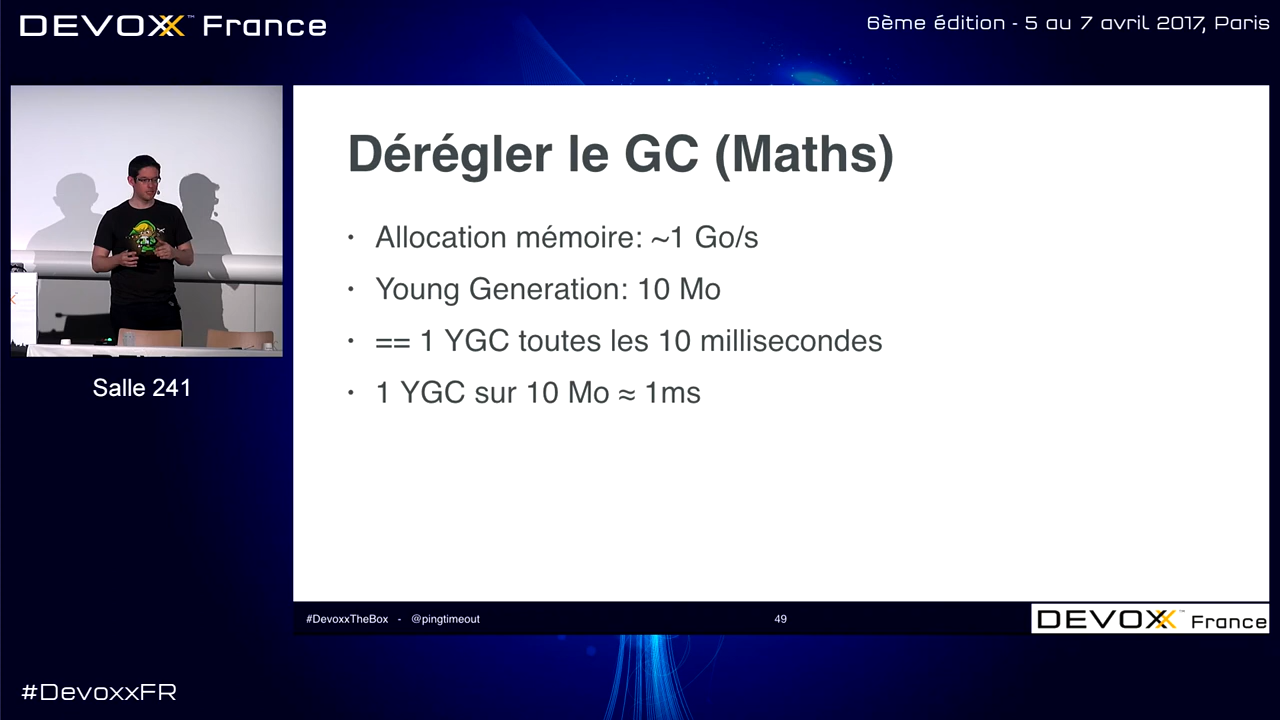 DEVOXX™ France
6ème édition - 5 au 7 avril 2017, Paris
Dérégler le GC (Maths)
· Allocation mémoire: ~1 Go/s
· Young Generation: 10 Mo
· == 1 YGC toutes les 10 millisecondes
· 1 YGC sur 10 Mo ≈ 1ms
Salle 241
#DevoxxTheBox - @pingtimeout
49
DEVOXX™ France
#DevoxxFR